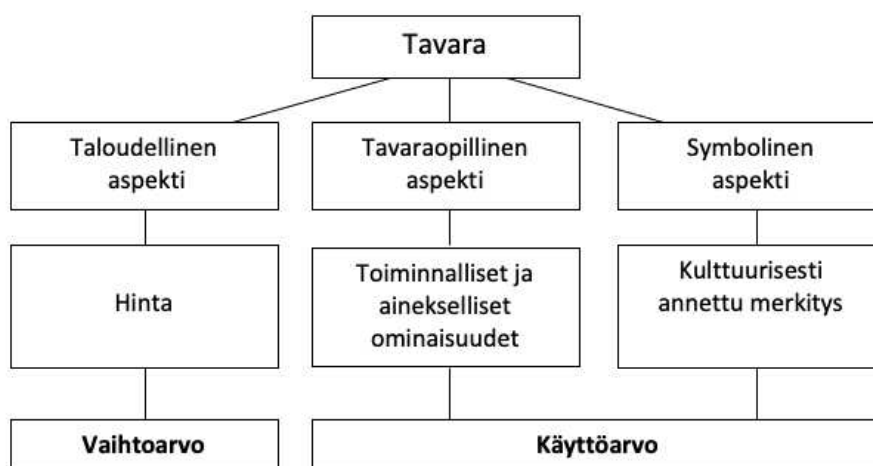 Tavara
Taloudellinen
aspekti
Tavaraopillinen
aspekti
Symbolinen
aspekti
Hinta
Toiminnalliset ja
ainekselliset
ominaisuudet
Kulttuurisesti
annettu merkitys
Vaihtoarvo
Käyttöarvo